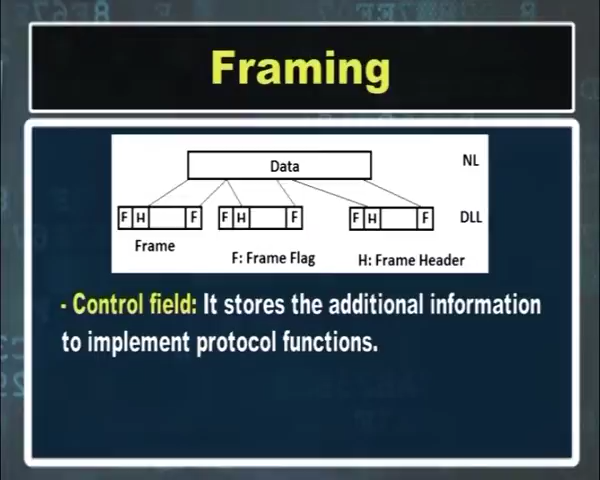 Framing
Data
NL
F H F F H F F H F DLL
Frame
F: Frame Flag H: Frame Header
- Control field: It stores the additional information
to implement protocol functions.